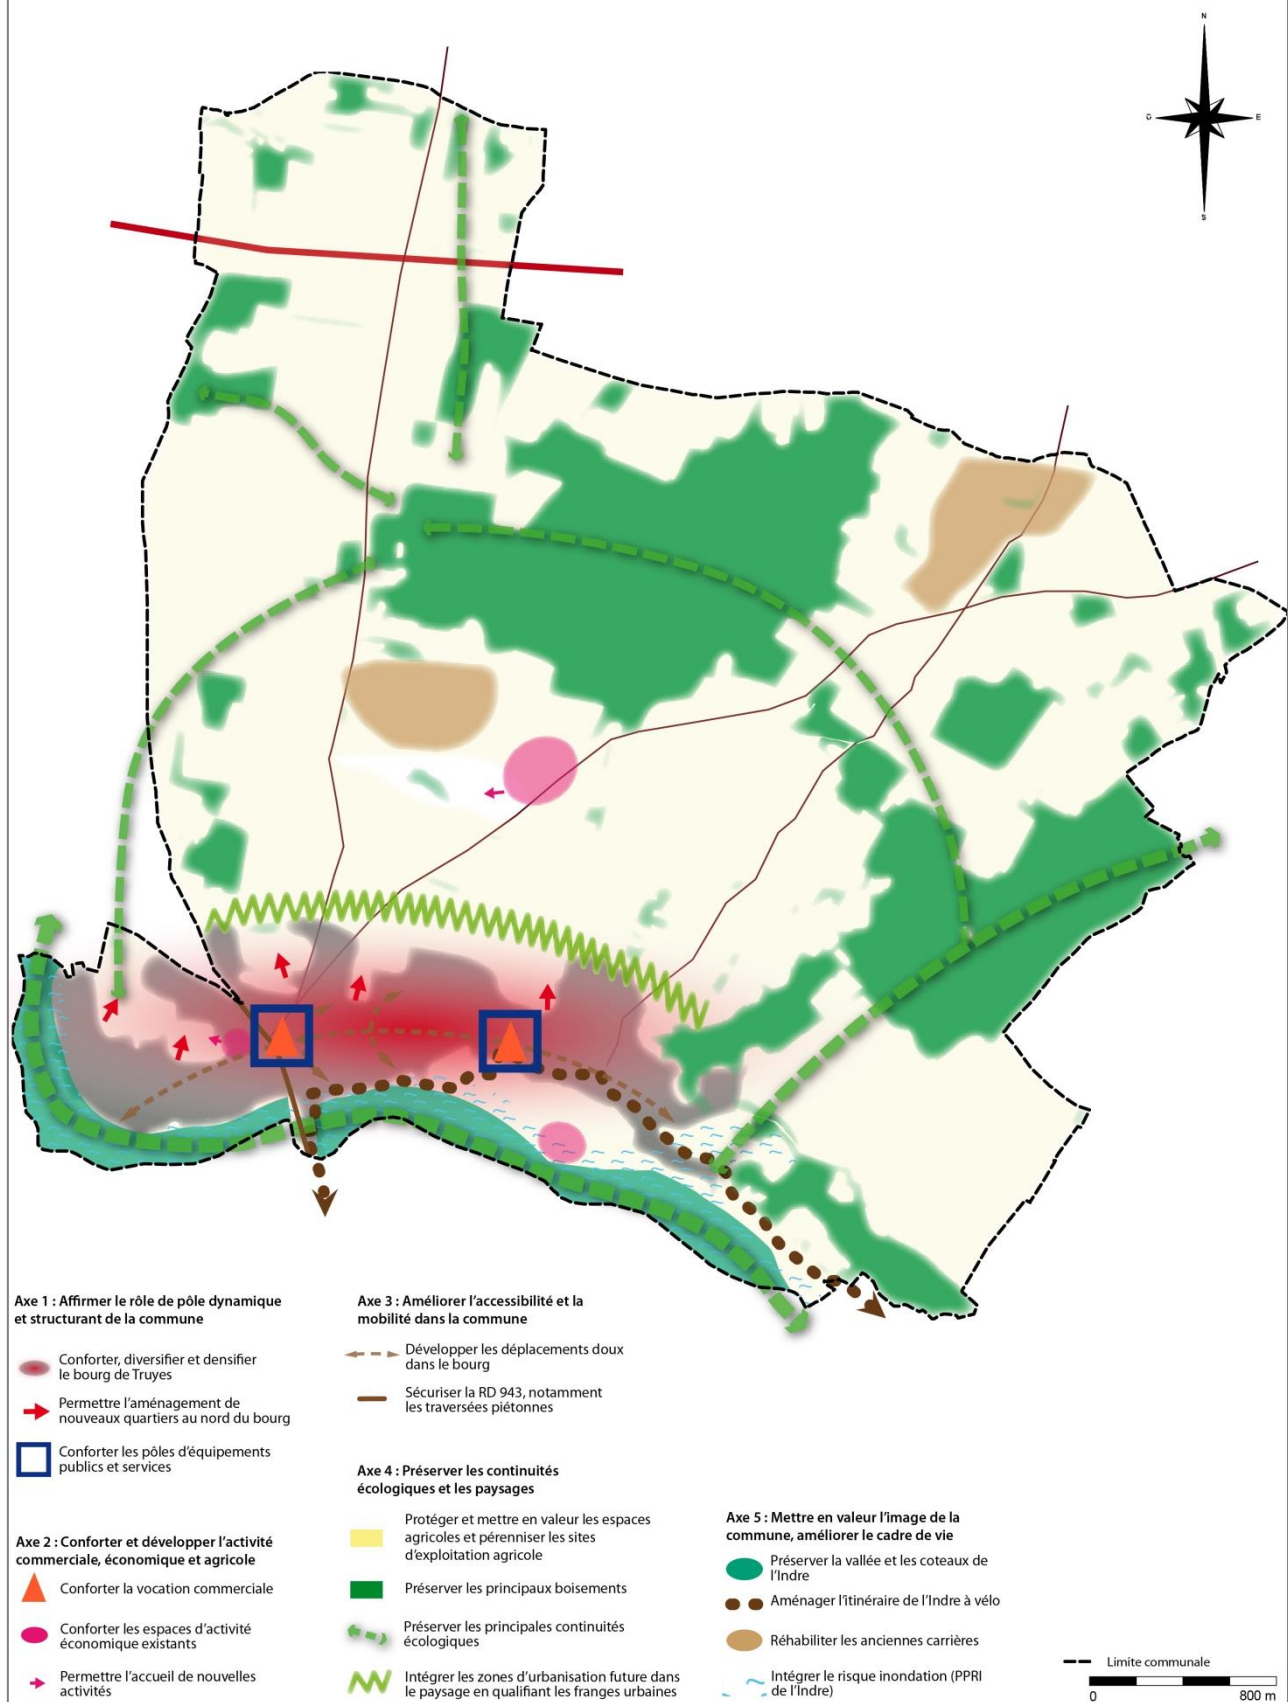 N
O
E
S
Axe 1 : Affirmer le rôle de pôle dynamique
et structurant de la commune
Conforter, diversifier et densifier
le bourg de Truyes
Permettre l'aménagement de
nouveaux quartiers au nord du bourg
Conforter les pôles d'équipements
publics et services
Axe 2 : Conforter et développer l'activité
commerciale, économique et agricole
Conforter la vocation commerciale
Conforter les espaces d'activité
économique existants
Permettre l'accueil de nouvelles
activités
Axe 3 : Améliorer l'accessibilité et la
mobilité dans la commune
Développer les déplacements doux
dans le bourg
Sécuriser la RD 943, notamment
les traversées piétonnes
Axe 4 : Préserver les continuités
écologiques et les paysages
Protéger et mettre en valeur les espaces
agricoles et pérenniser les sites
d'exploitation agricole
Préserver les principaux boisements
Préserver les principales continuités
écologiques
Intégrer les zones d'urbanisation future dans
le paysage en qualifiant les franges urbaines
Axe 5 : Mettre en valeur l'image de la
commune, améliorer le cadre de vie
Préserver la vallée et les coteaux de
l'Indre
Aménager l'itinéraire de l'Indre à vélo
Réhabiliter les anciennes carrières
Intégrer le risque inondation (PPRI
de l'Indre)
Limite communale
0 800 m